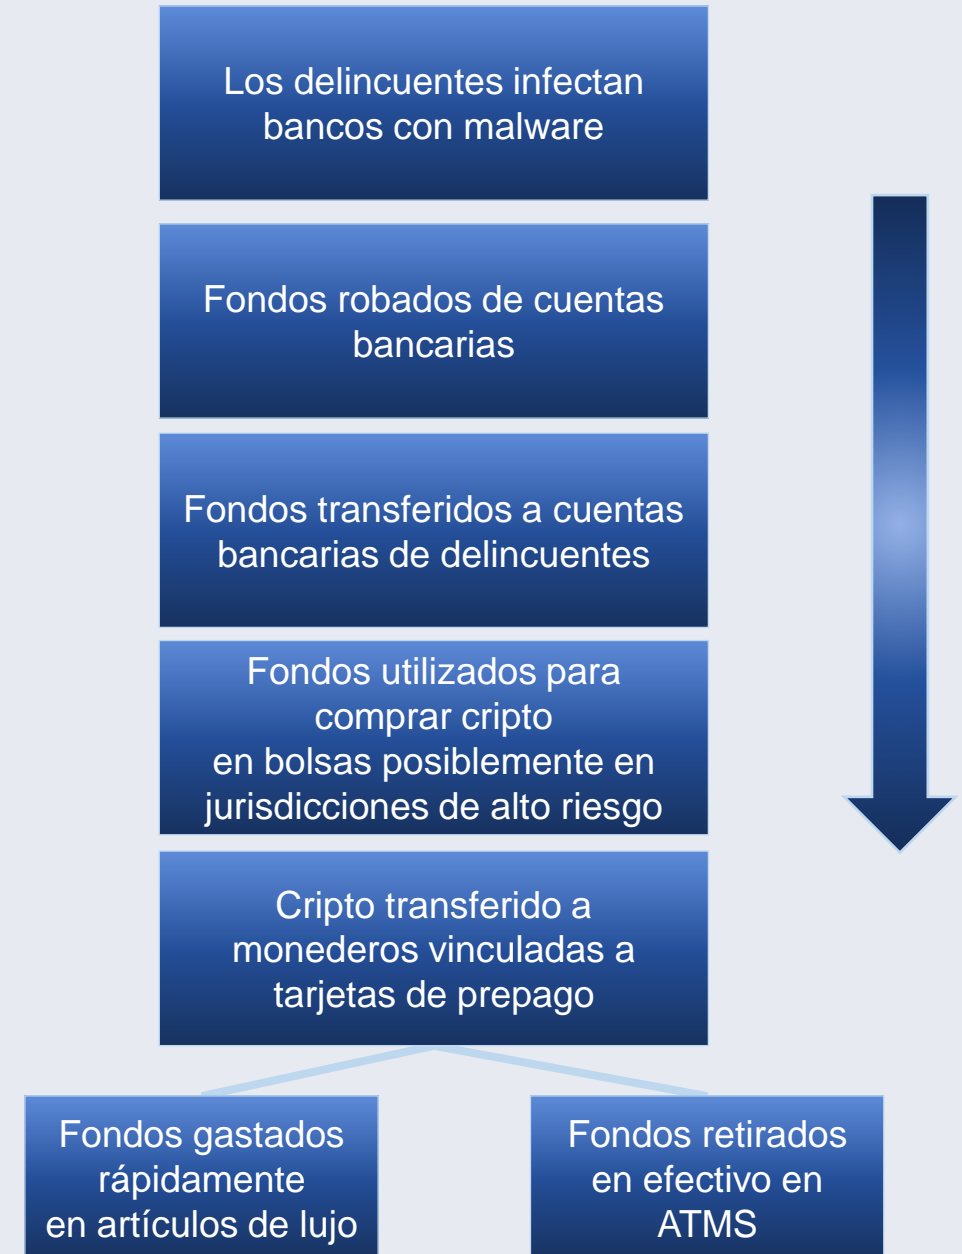 Los delincuentes infectan
bancos con malware
Fondos robados de cuentas
bancarias
Fondos transferidos a cuentas
bancarias de delincuentes
Fondos utilizados para
comprar cripto
en bolsas posiblemente en
jurisdicciones de alto riesgo
Cripto transferido a
monederos vinculadas a
tarjetas de prepago
Fondos gastados
rápidamente
en artículos de lujo
Fondos retirados
en efectivo en
ATMS